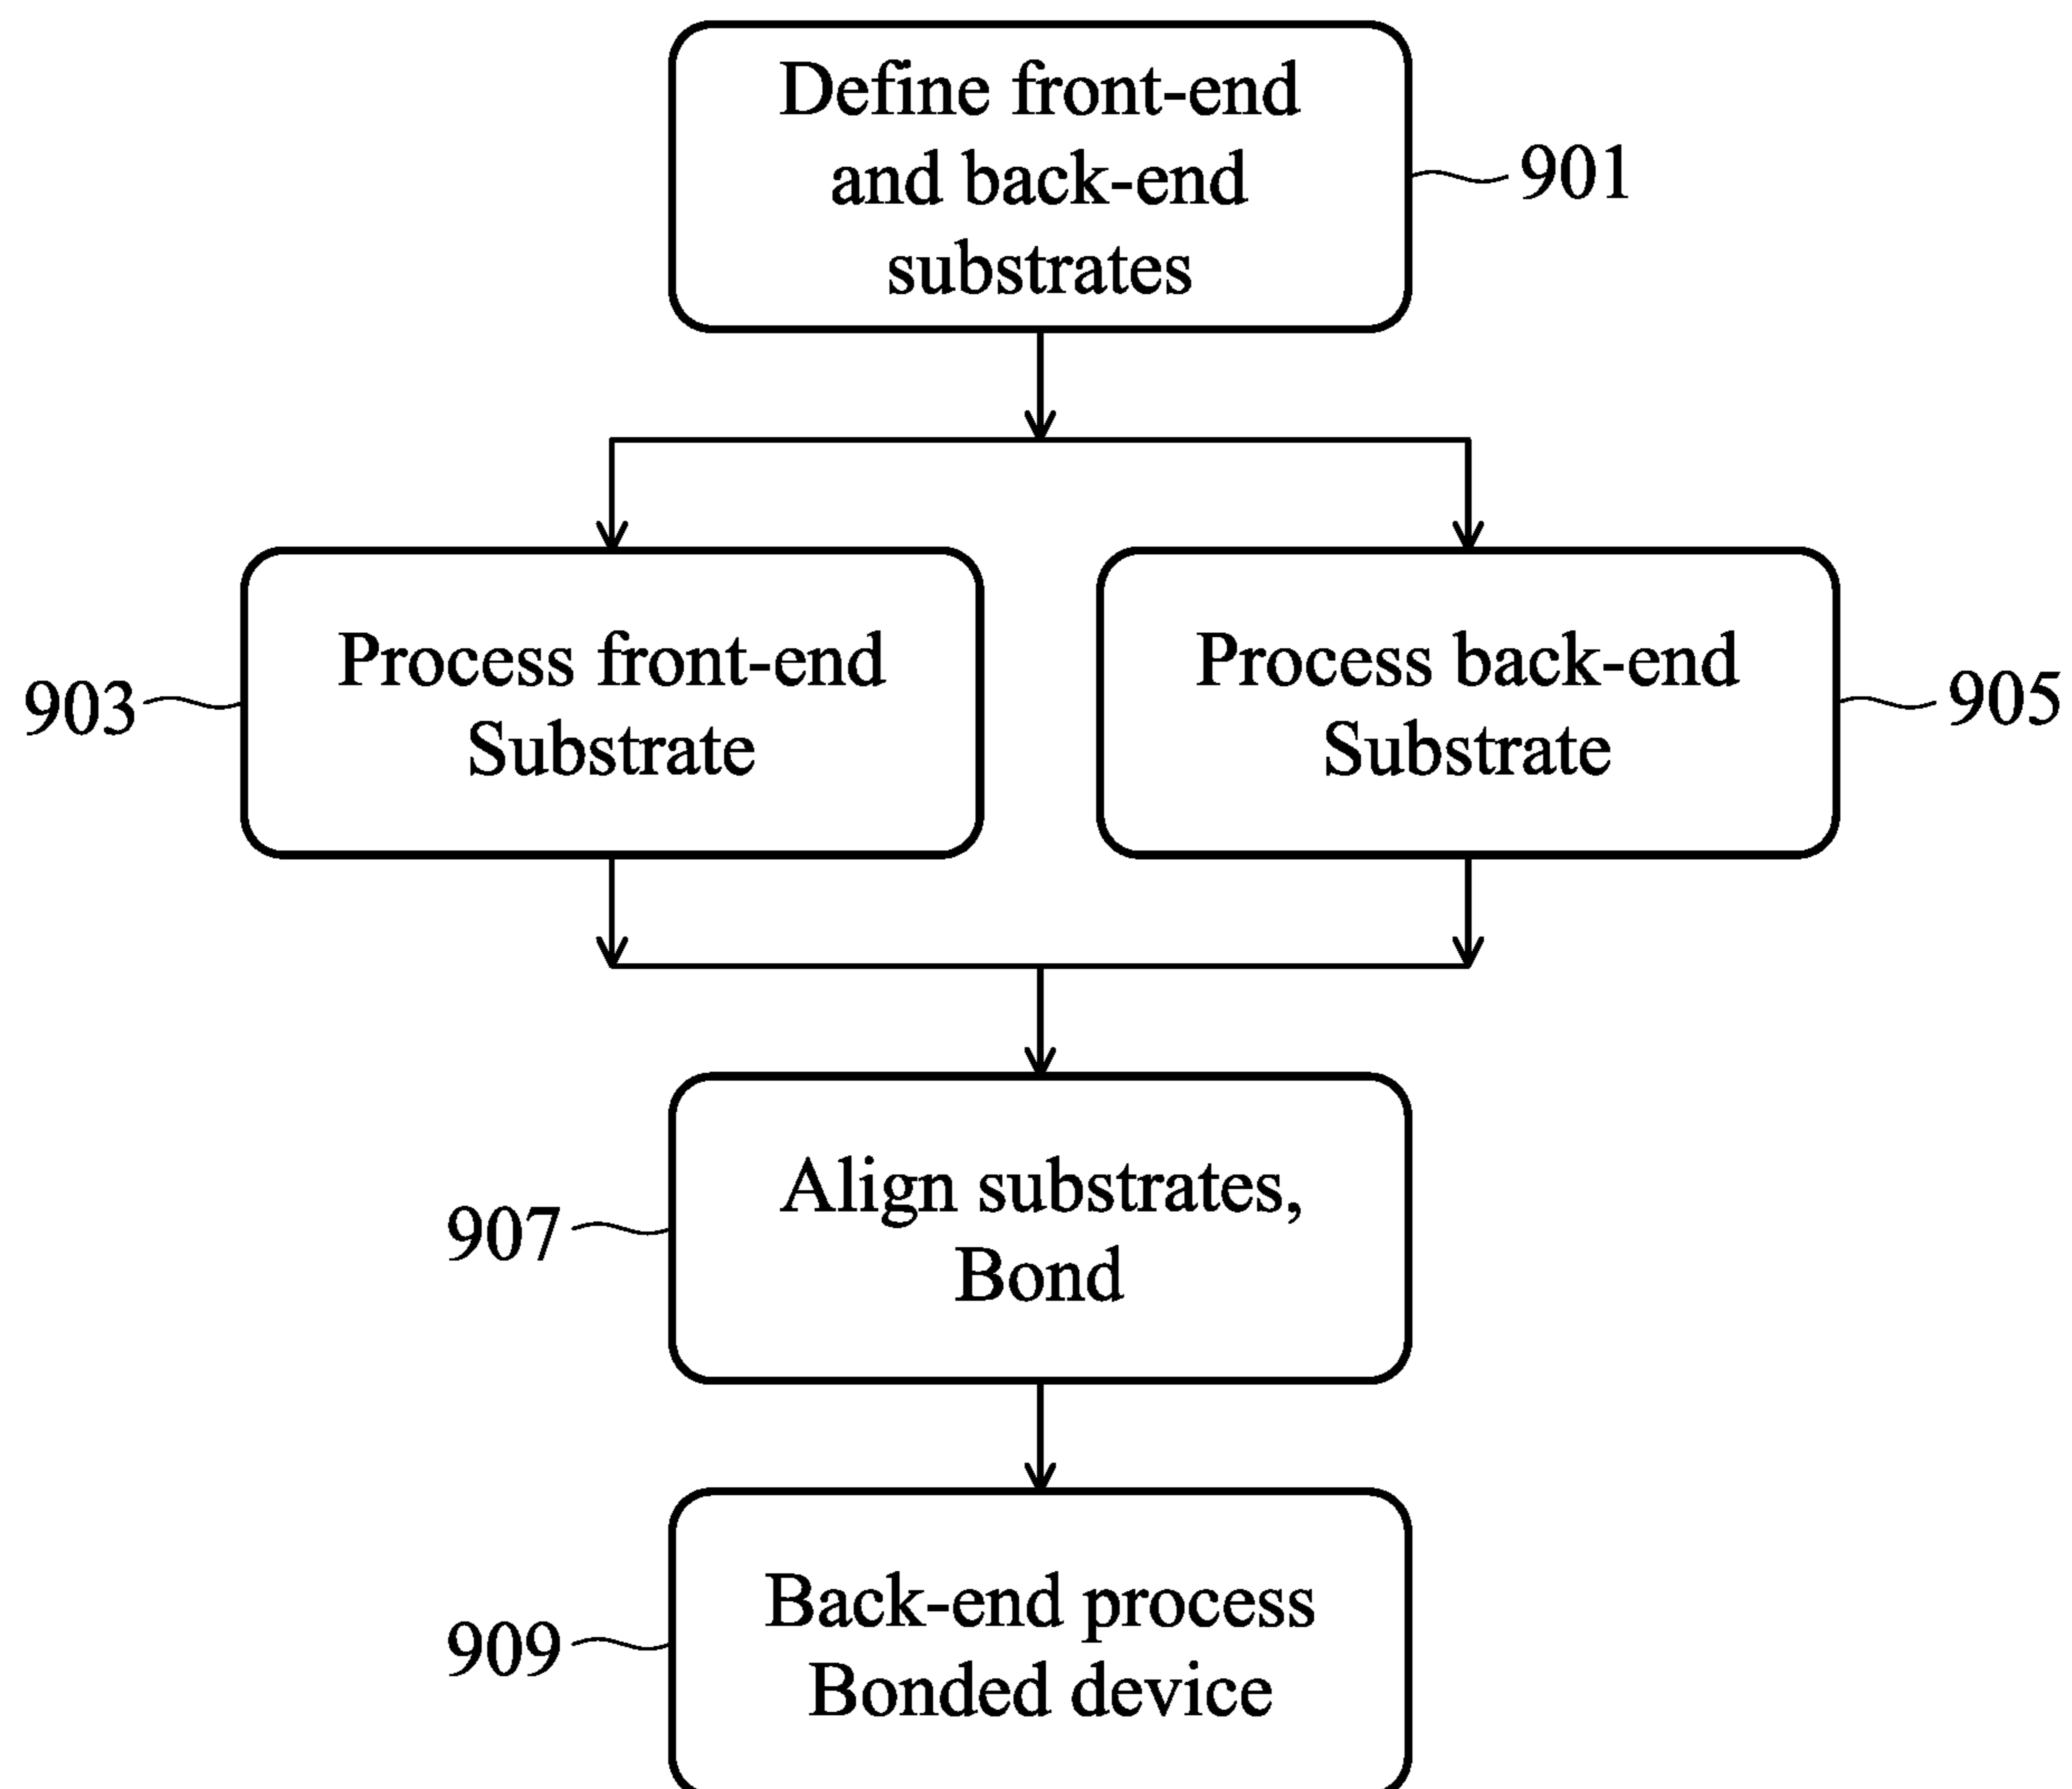 Define front-end
and back-end
substrates
901
Process front-end
Substrate
903
Process back-end
Substrate
905
Align substrates,
Bond
907
Back-end process
Bonded device
909